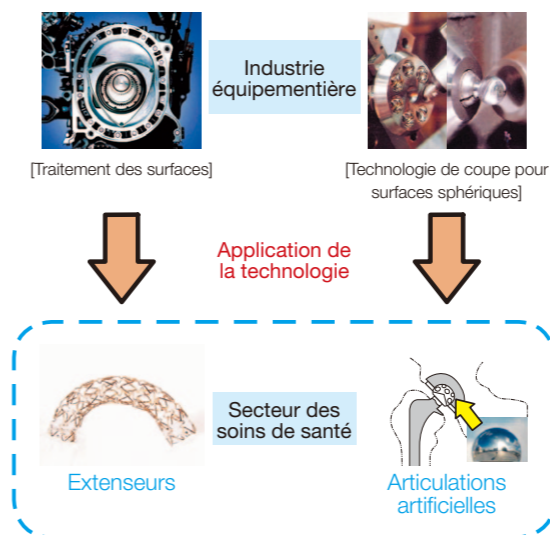 Industrie
équipementière
[Traitement des surfaces]
[Technologie de coupe pour
surfaces sphériques]
Application de
la technologie
Secteur des
soins de santé
Extenseurs
Articulations
artificielles